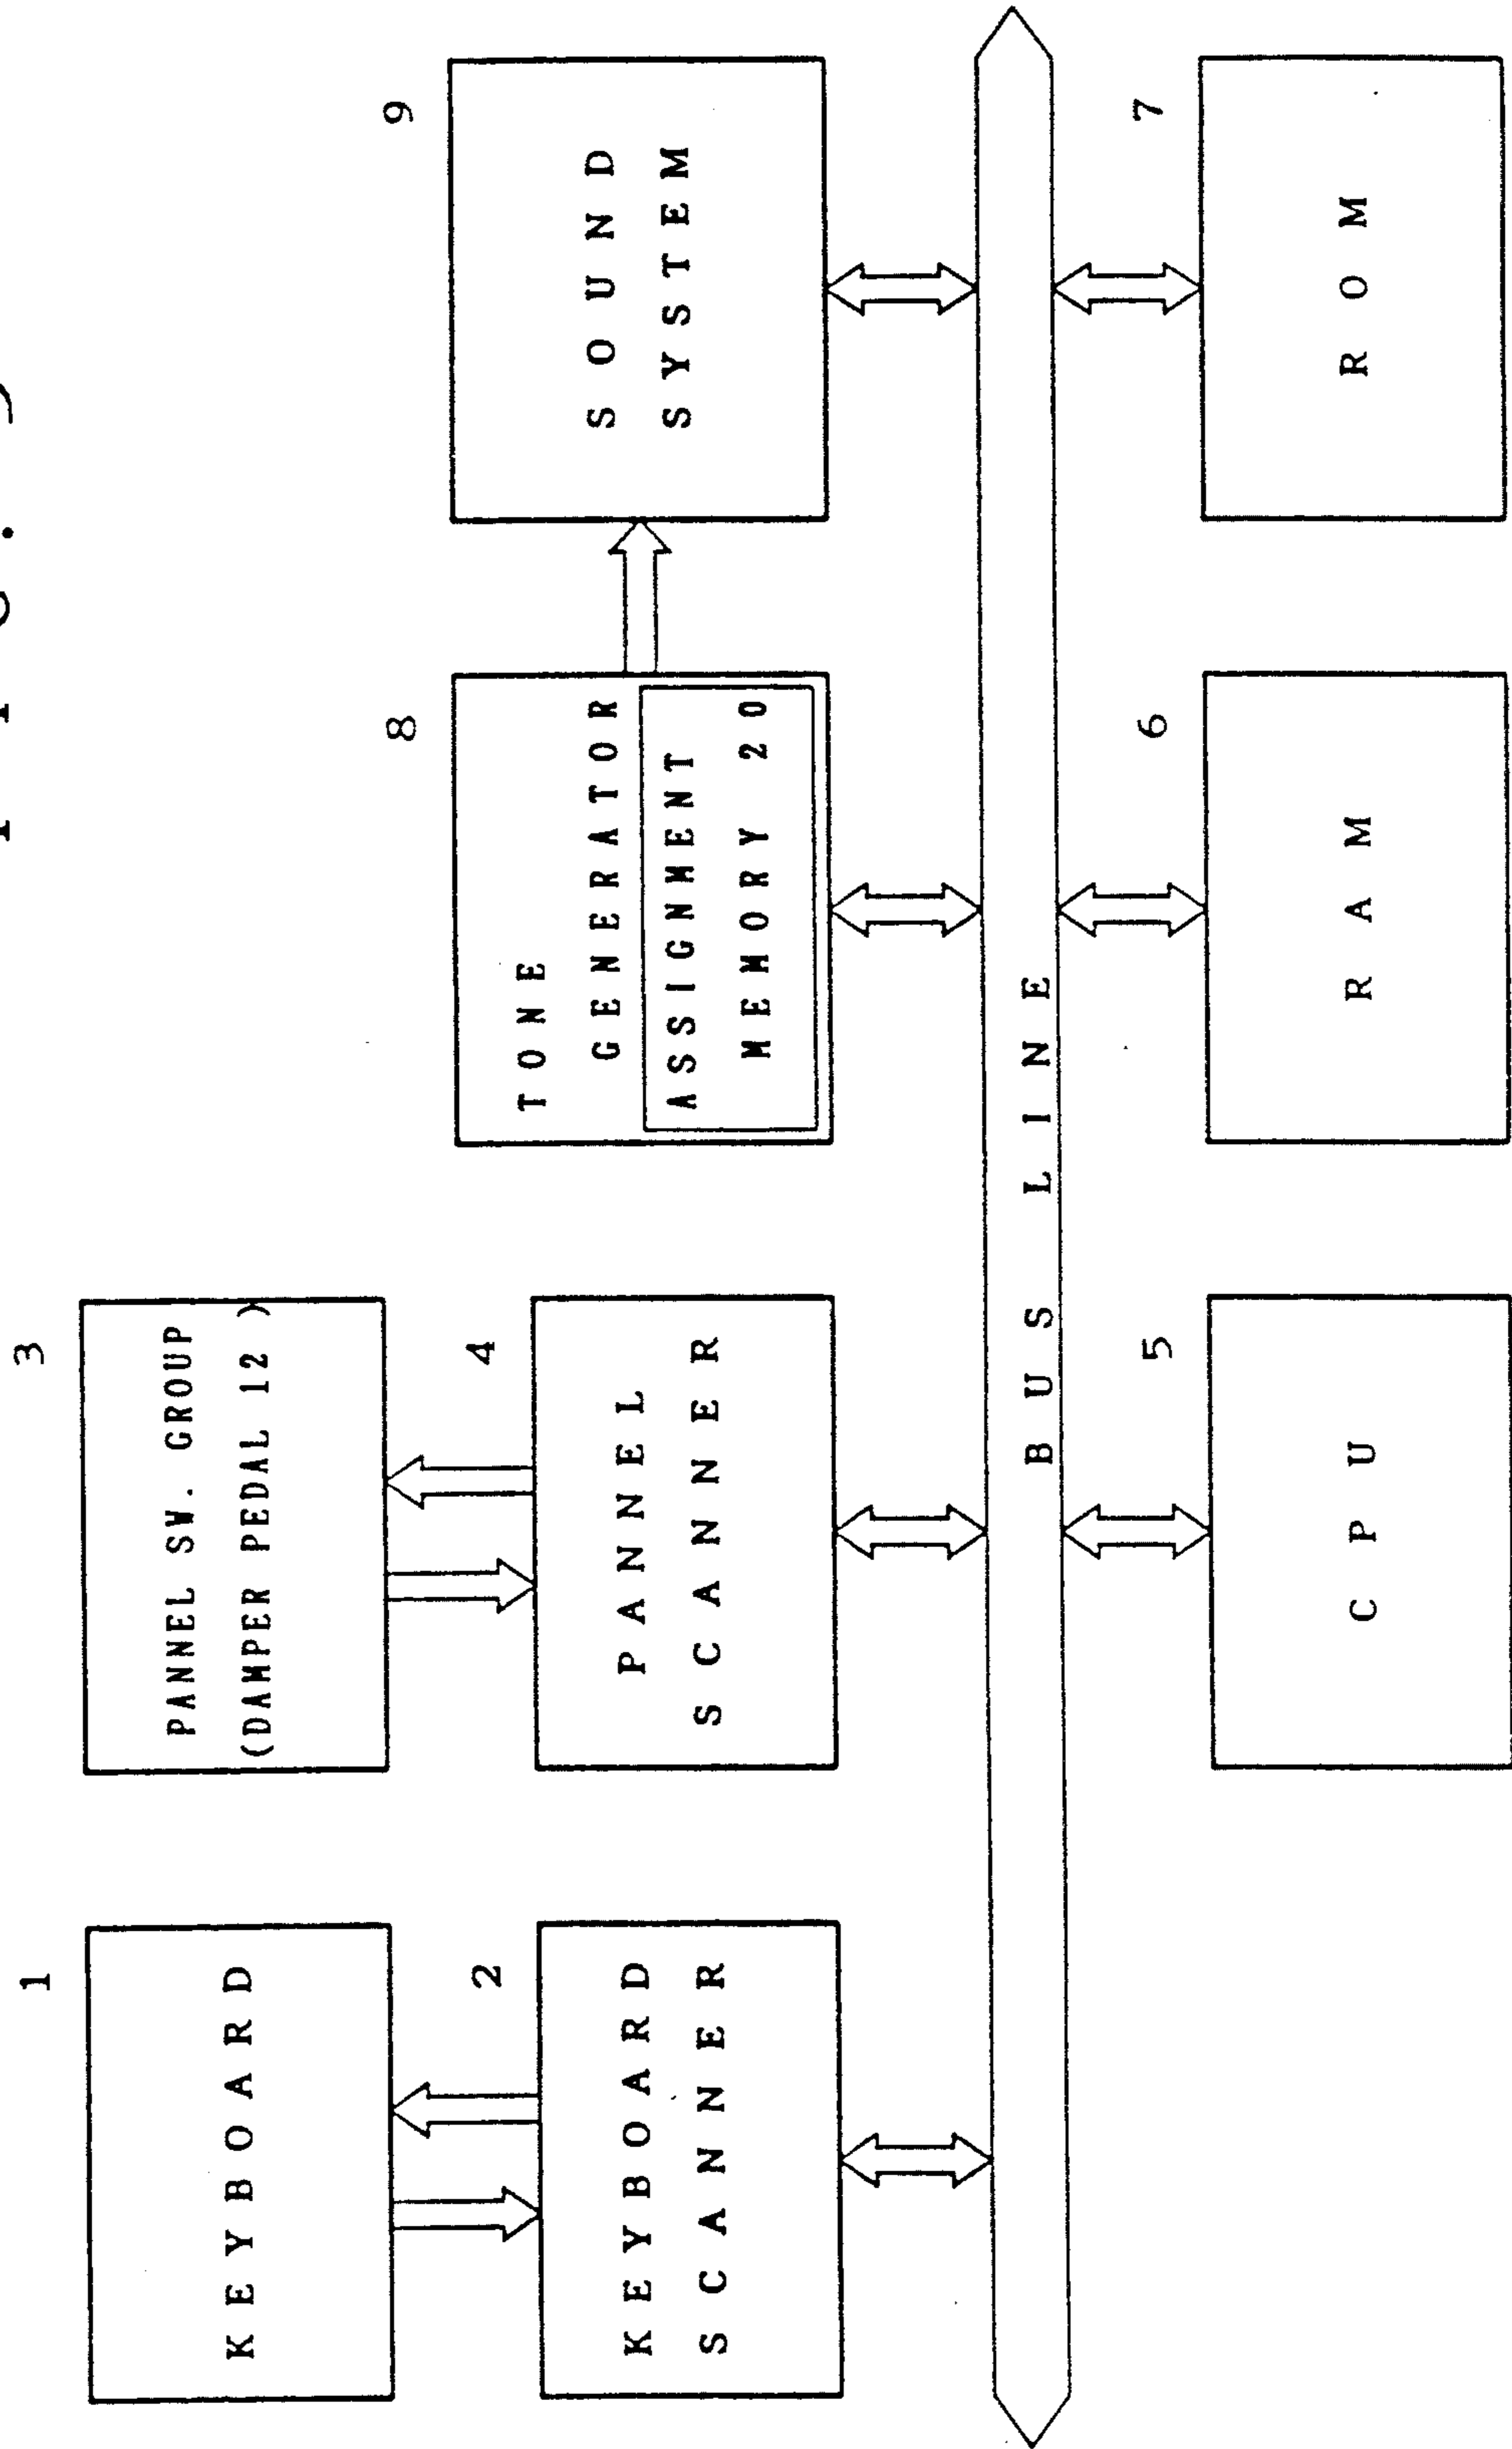 1
KEYBOARD
2
KEYBOARD
SCANNER
3
PANNEL SW. GROUP
(DAMPER PEDAL 12 )
4
PANNEL
SCANNER
8
TONE
GENERATOR
ASSIGNMENT
MEMORY 20
9
SOUND
SYSTEM
BUS LINE
5
CPU
6
RAM
7
ROM